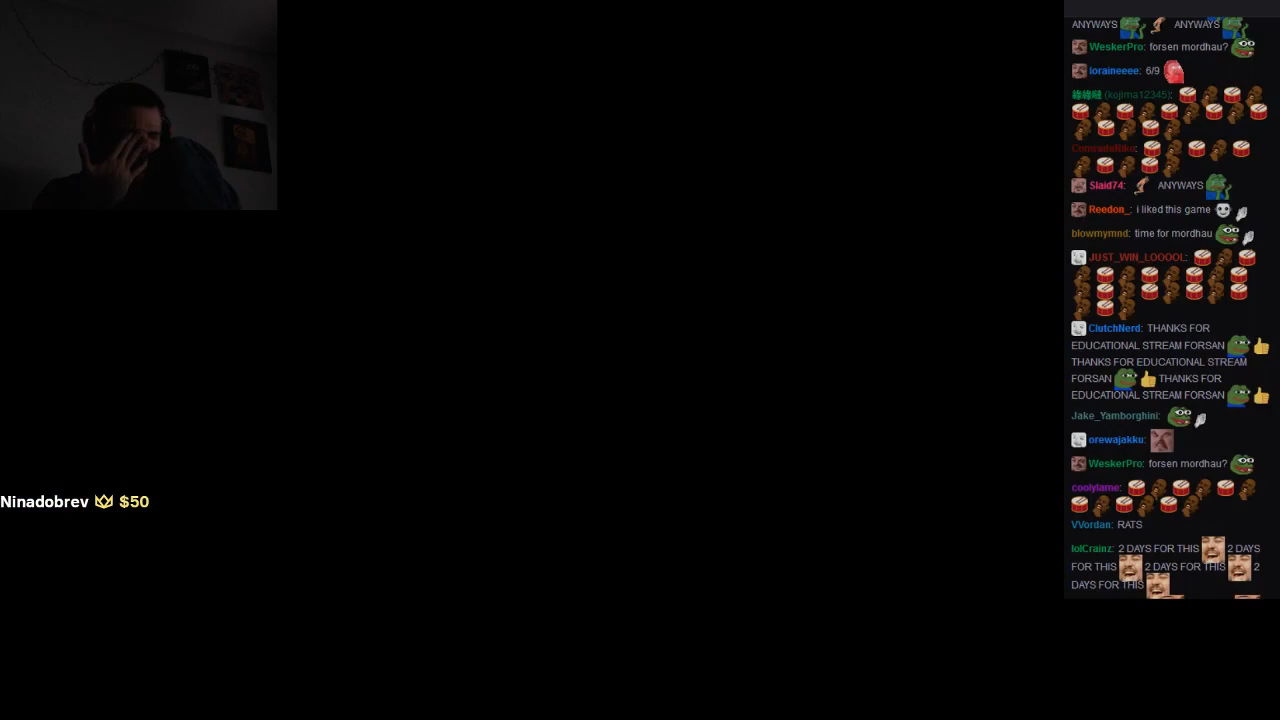 ANYWAYS ANYWAYS
WeskerPro: forsen mordhau?
loraineeee: 6/9
(kojima12345):
Slaid74: ANYWAYS
Reedon_: i liked this game
blowmymnd: time for mordhau
JUST_WIN_LOOOOL:
ClutchNerd: THANKS FOR
EDUCATIONAL STREAM FORSAN
THANKS FOR EDUCATIONAL STREAM
FORSAN THANKS FOR
EDUCATIONAL STREAM FORSAN
Jake_Yamborghini:
orewajakku:
WeskerPro: forsen mordhau?
Ninadobrev $50
coolylame:
VVordan: RATS
lolCrainz: 2 DAYS FOR THIS 2 DAYS
FOR THIS 2 DAYS FOR THIS 2
DAYS FOR THIS